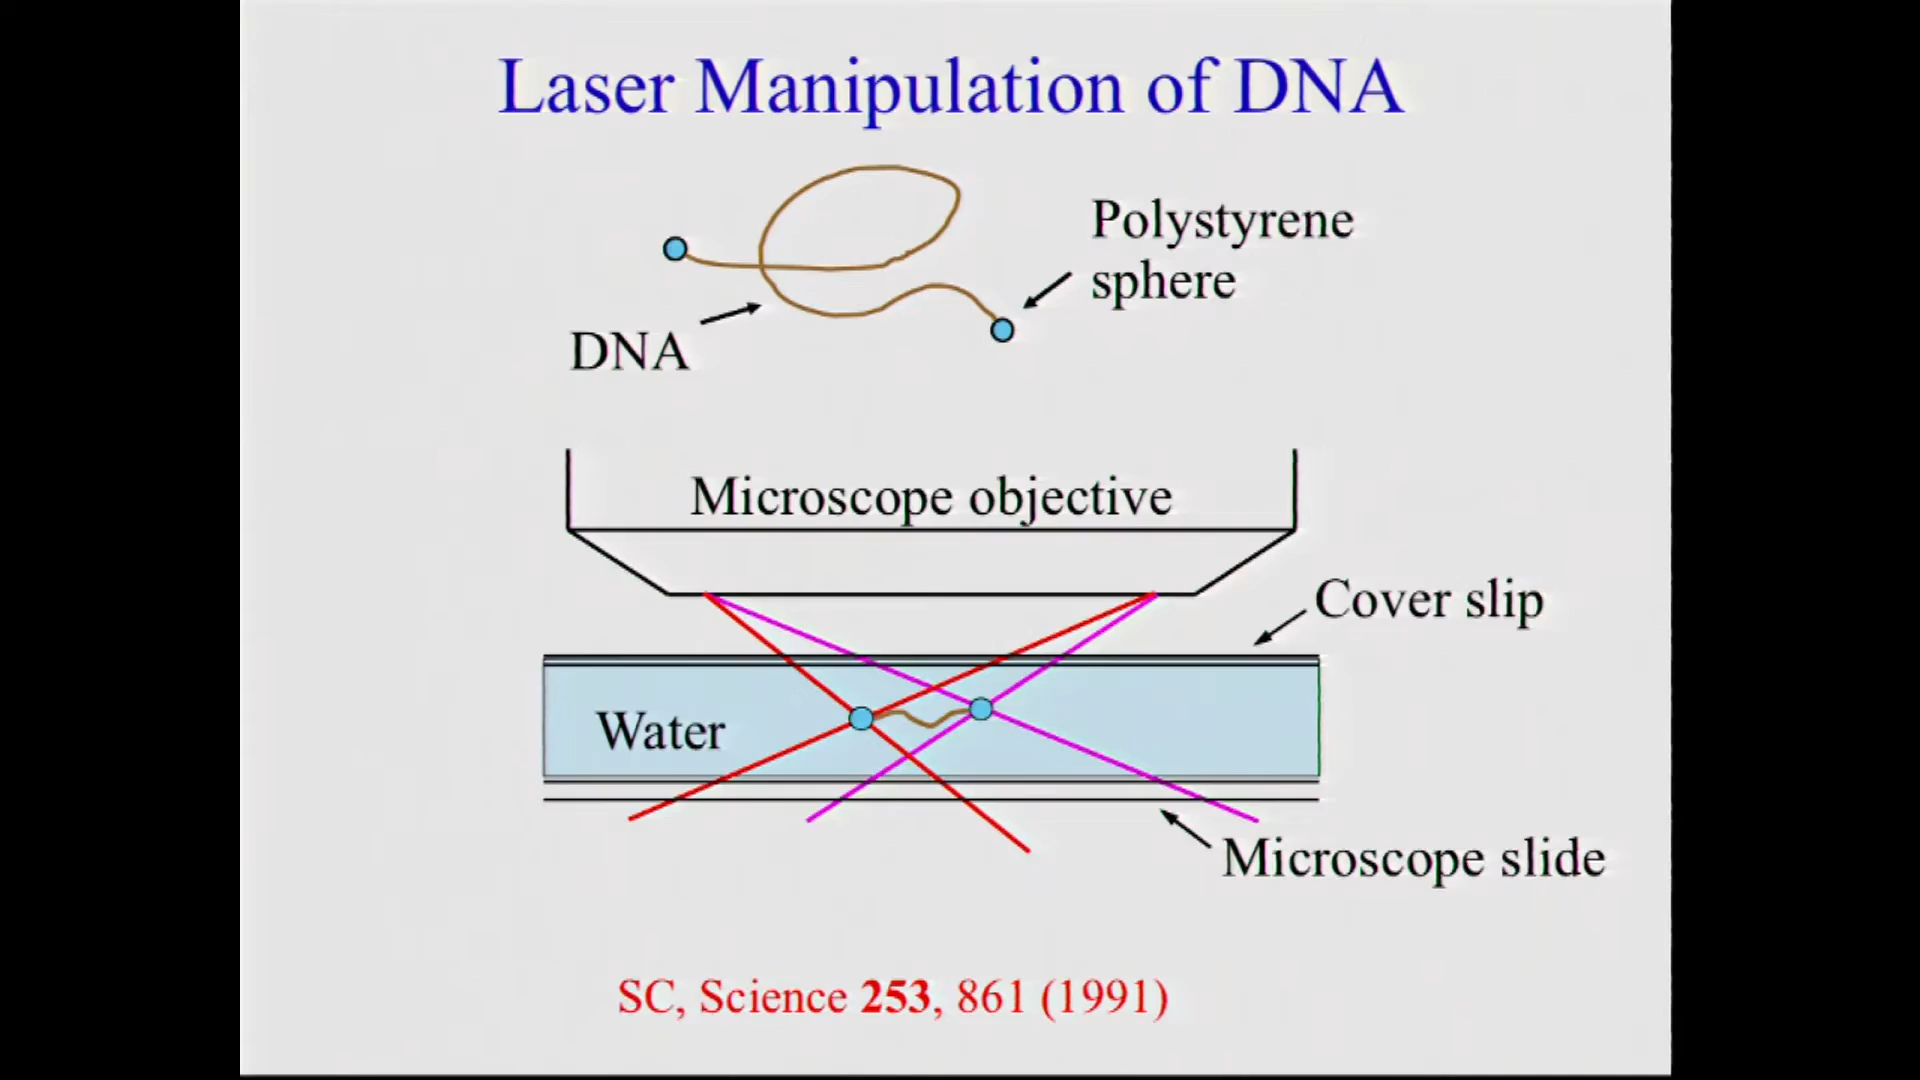 Laser Manipulation of DNA
Polystyrene
sphere
DNA
Microscope objective
Cover slip
Water
Microscope slide
SC, Science 253, 861 (1991)